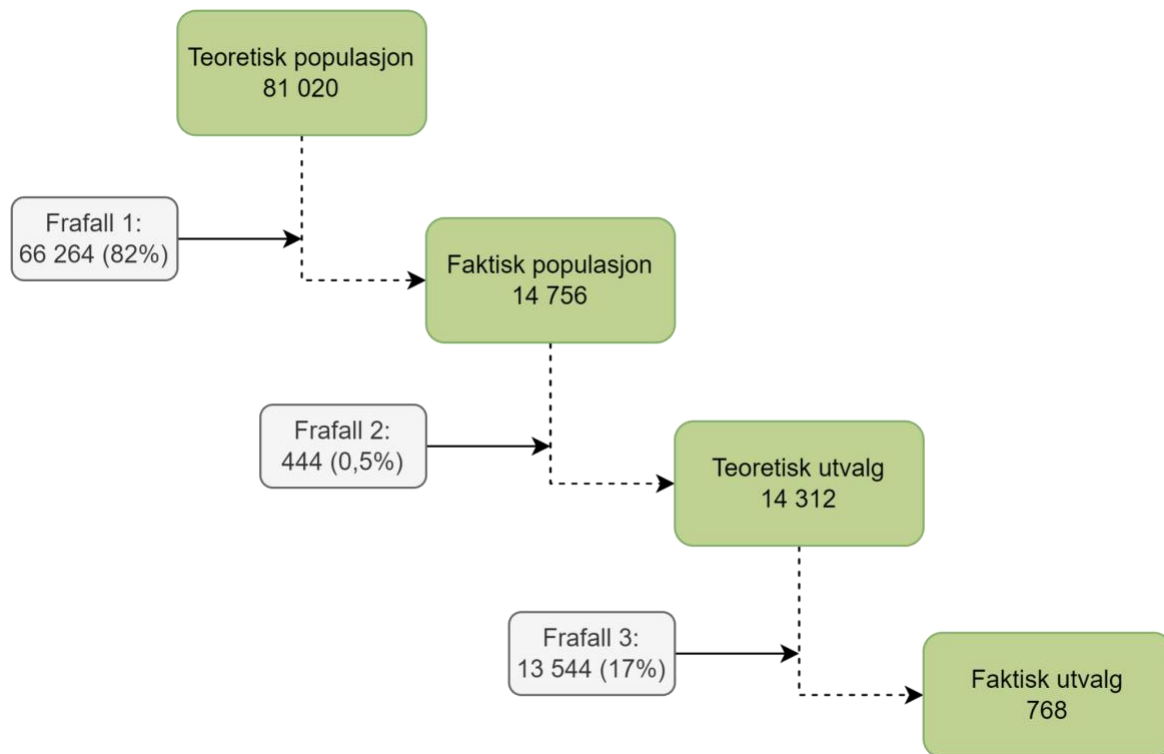 Teoretisk populasjon
81 020
Frafall 1:
66 264 (82%)
Faktisk populasjon
14 756
Frafall 2:
444 (0,5%)
Teoretisk utvalg
14 312
Frafall 3:
13 544 (17%)
Faktisk utvalg
768